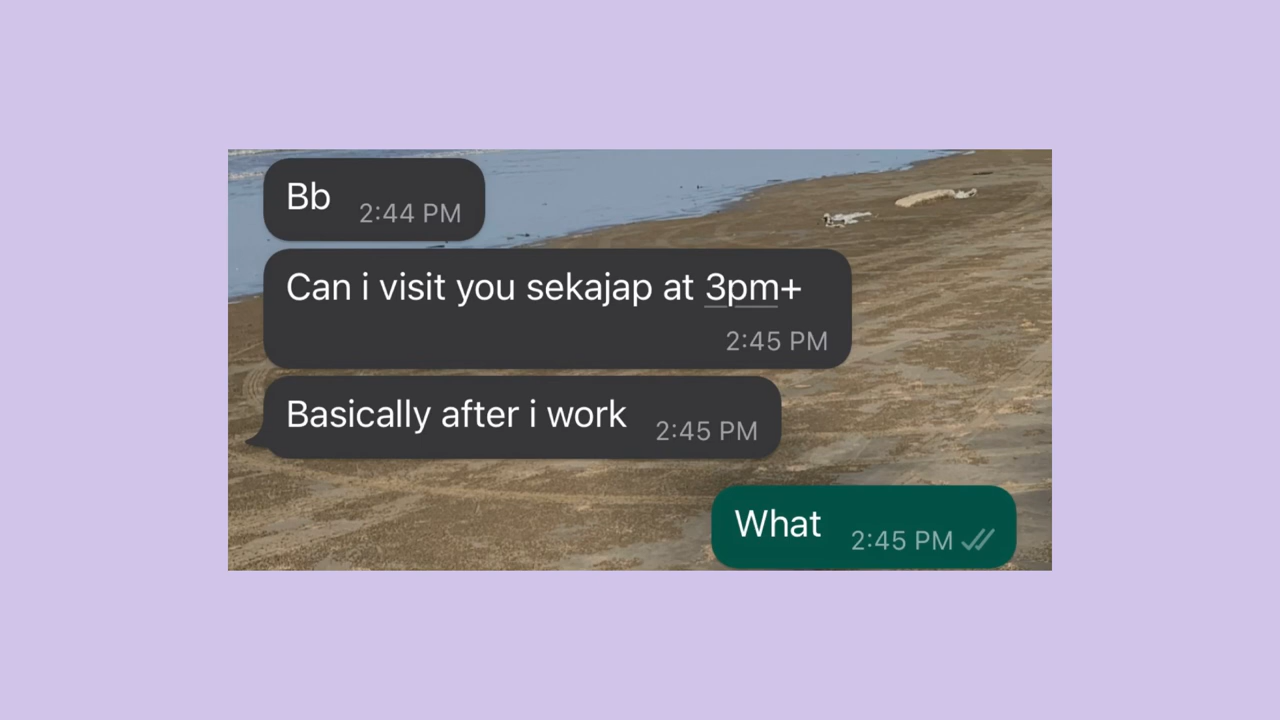 Bb
2:44 PM
Can i visit you sekajap at 3pm+
2:45 PM
Basically after i work
2:45 PM
What
2:45 PM